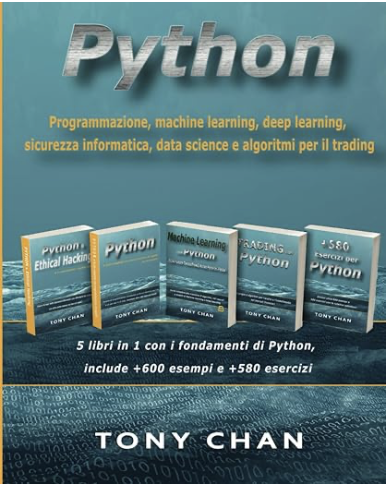 Python
Programmazione, machine learning, deep learning,
sicurezza informatica, data science e algoritmi per il trading
Python e
Ethical Hacking
TONY CHAN
Python
TONY CHAN
Machine Learning
con Python
TONY CHAN
TRADING con
Python
TONY CHAN
+580
Esercizi per
Python
TONY CHAN
5 libri in 1 con i fondamenti di Python,
include +600 esempi e +580 esercizi
TONY CHAN